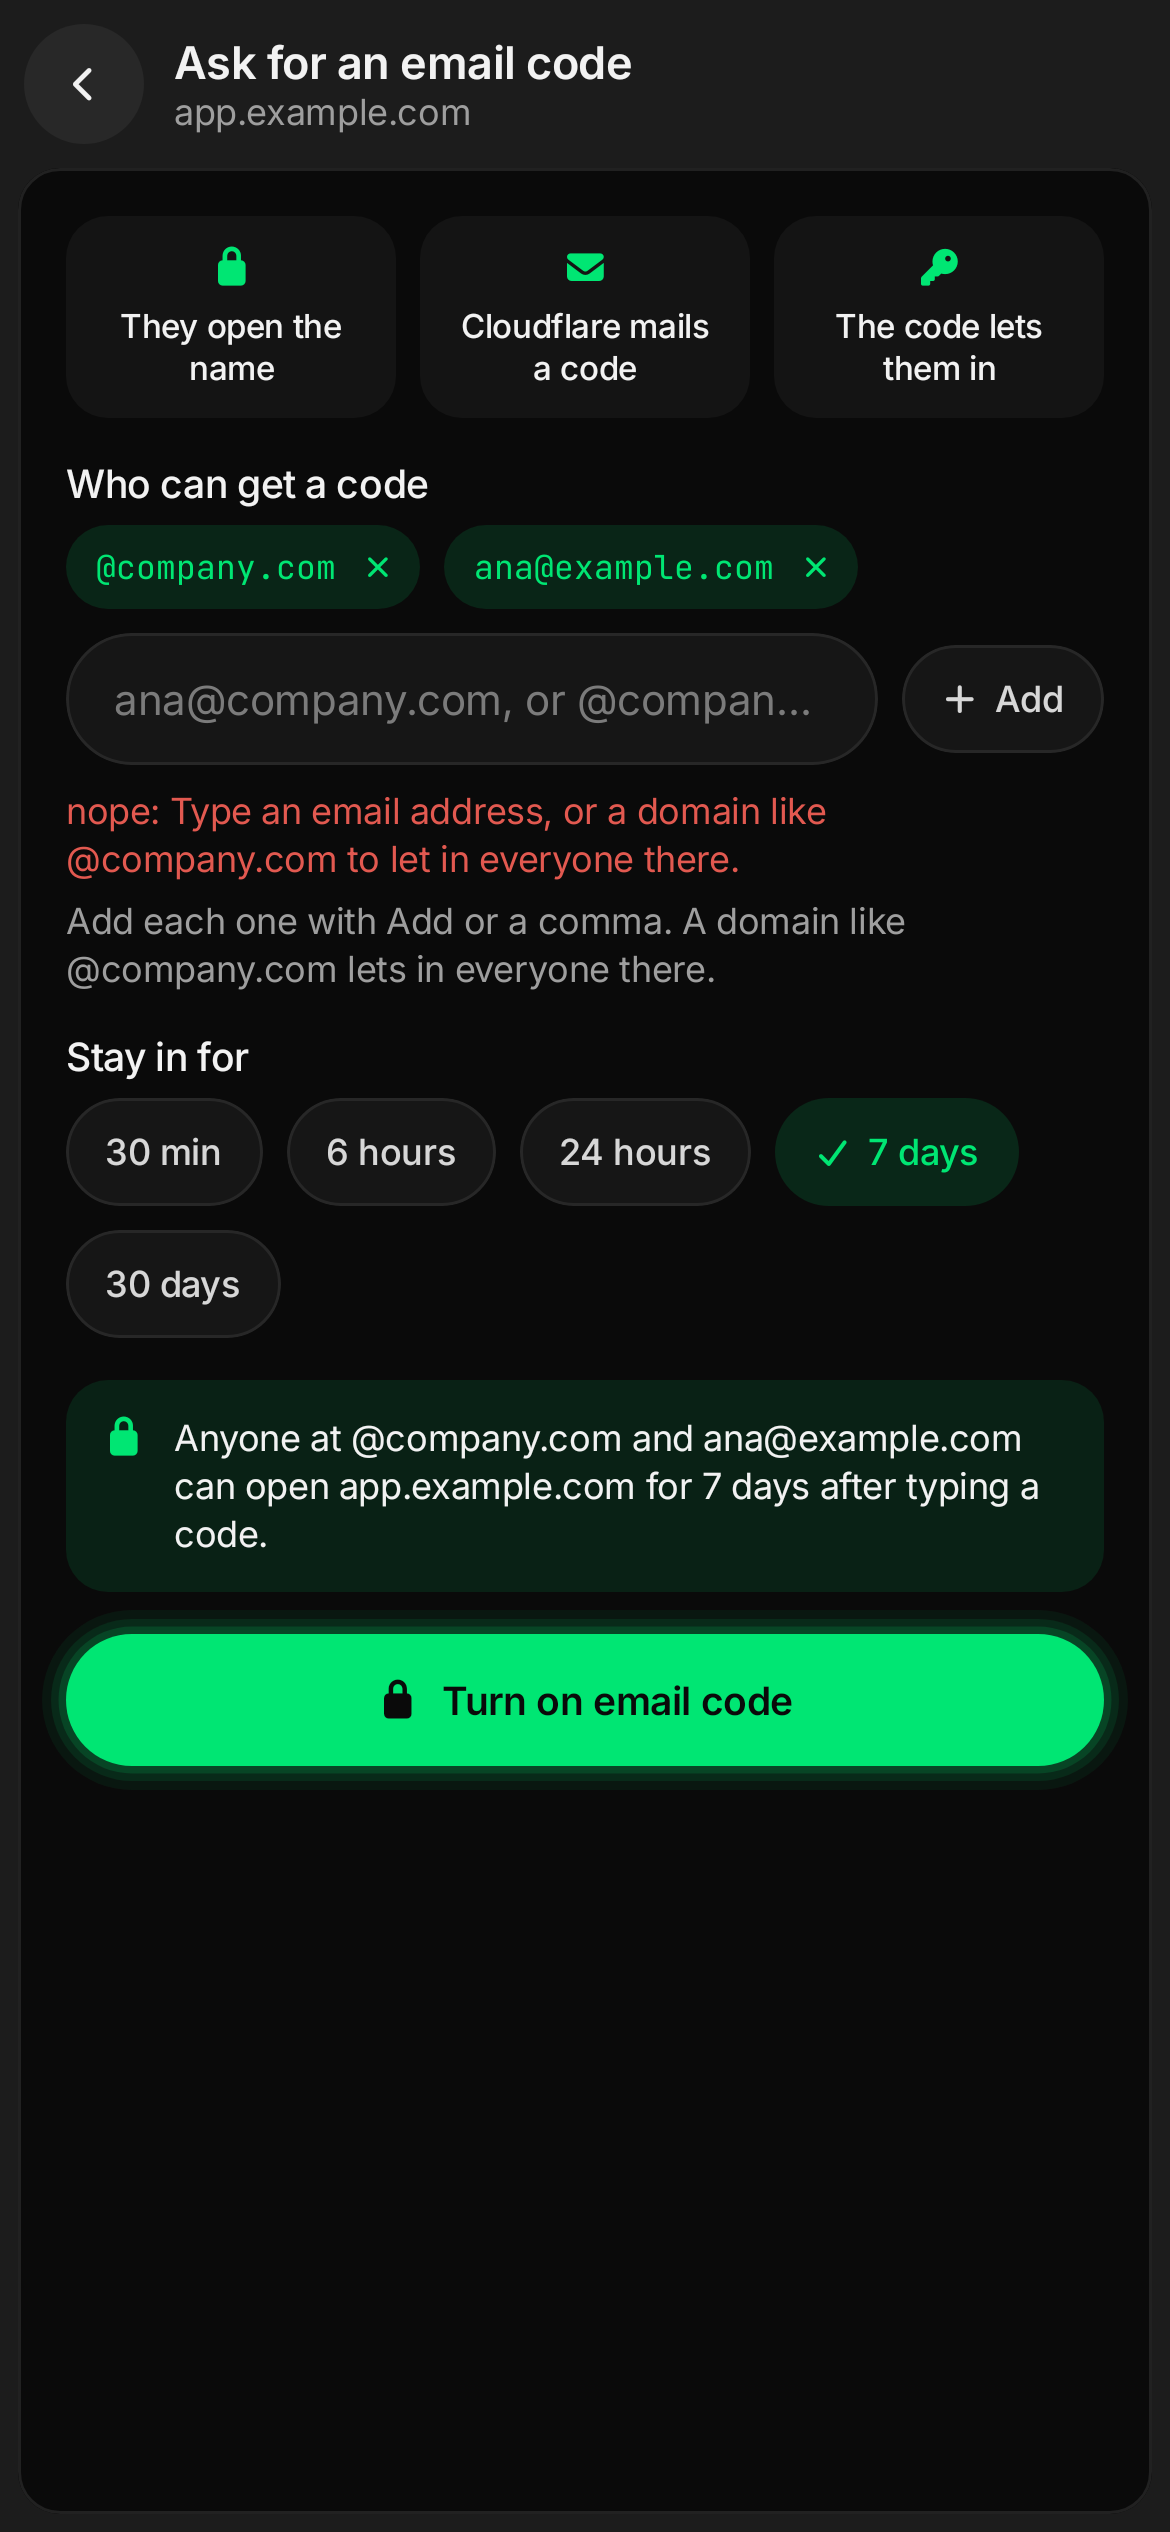 Ask for an email code
app.example.com
They open the
name
Cloudflare mails
a code
The code lets
them in
Who can get a code
@company.com
ana@example.com
ana@company.com, or @compan...
Add
nope: Type an email address, or a domain like
@company.com to let in everyone there.
Add each one with Add or a comma. A domain like
@company.com lets in everyone there.
Stay in for
30 min
6 hours
24 hours
7 days
30 days
Anyone at @company.com and ana@example.com
can open app.example.com for 7 days after typing a
code.
Turn on email code